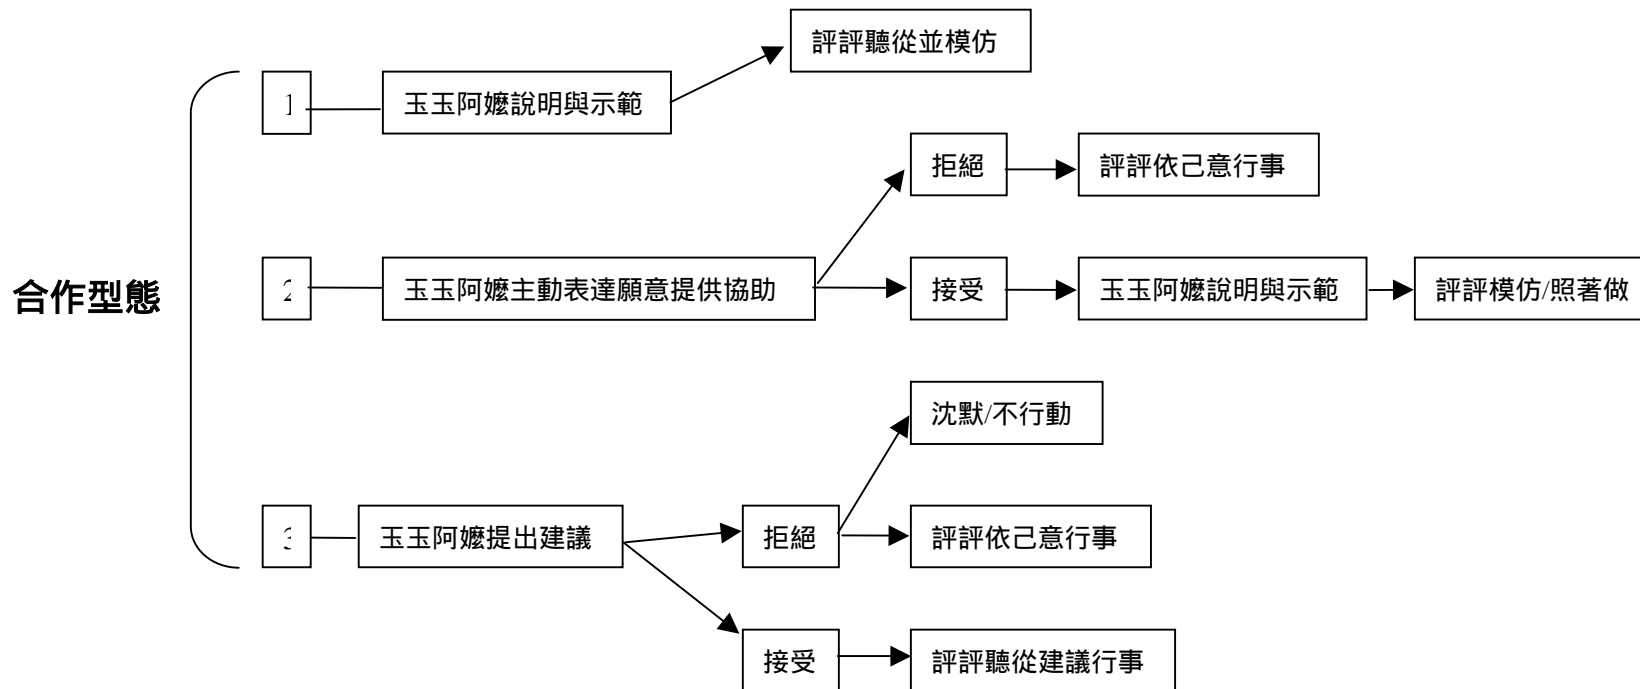 評評聽從並模仿
1
玉玉阿嬤說明與示範
拒絕
評評依己意行事
合作型態
2
玉玉阿嬤主動表達願意提供協助
接受
玉玉阿嬤說明與示範
評評模仿/照著做
沈默/不行動
3
玉玉阿嬤提出建議
拒絕
評評依己意行事
接受
評評聽從建議行事